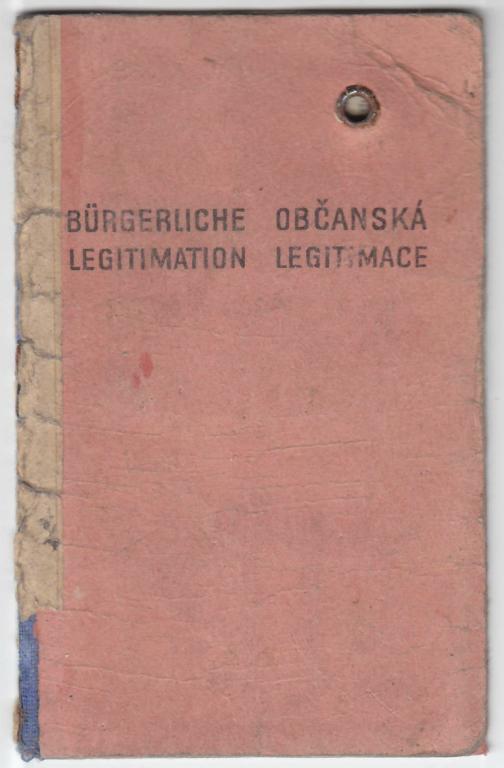 BÜRGERLICHE OBČANSKÁ
LEGITIMATION LEGITIMACE